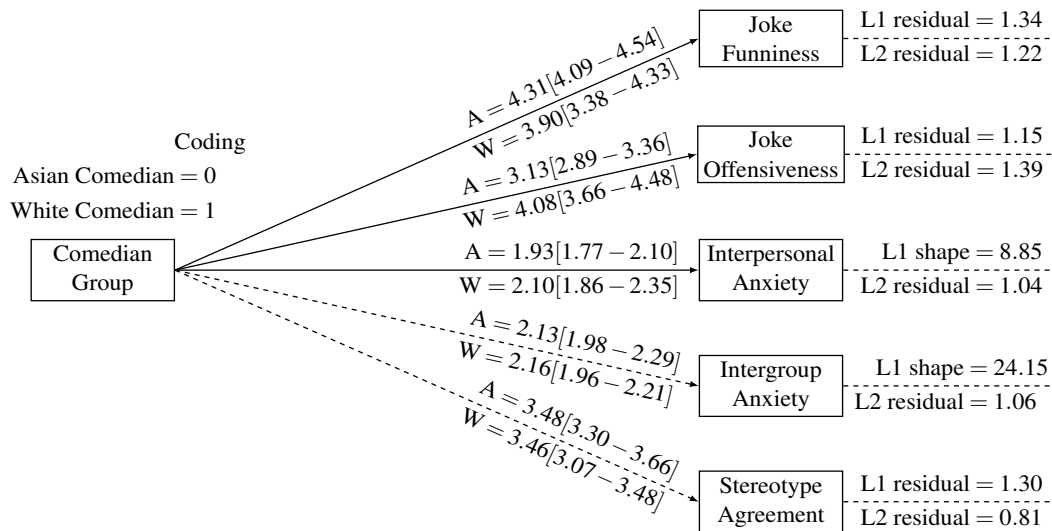 Coding
Asian Comedian = 0
White Comedian = 1
Comedian
Group
A = 4.31[4.09 − 4.54]
W = 3.90[3.38 − 4.33]
Joke
Funniness
L1 residual = 1.34
L2 residual = 1.22
A = 3.13[2.89 − 3.36]
W = 4.08[3.66 − 4.48]
Joke
Offensiveness
L1 residual = 1.15
L2 residual = 1.39
A = 1.93[1.77 − 2.10]
W = 2.10[1.86 − 2.35]
Interpersonal
Anxiety
L1 shape = 8.85
L2 residual = 1.04
A = 2.13[1.98 − 2.29]
W = 2.16[1.96 − 2.21]
Intergroup
Anxiety
L1 shape = 24.15
L2 residual = 1.06
A = 3.48[3.30 − 3.66]
W = 3.46[3.07 − 3.48]
Stereotype
Agreement
L1 residual = 1.30
L2 residual = 0.81